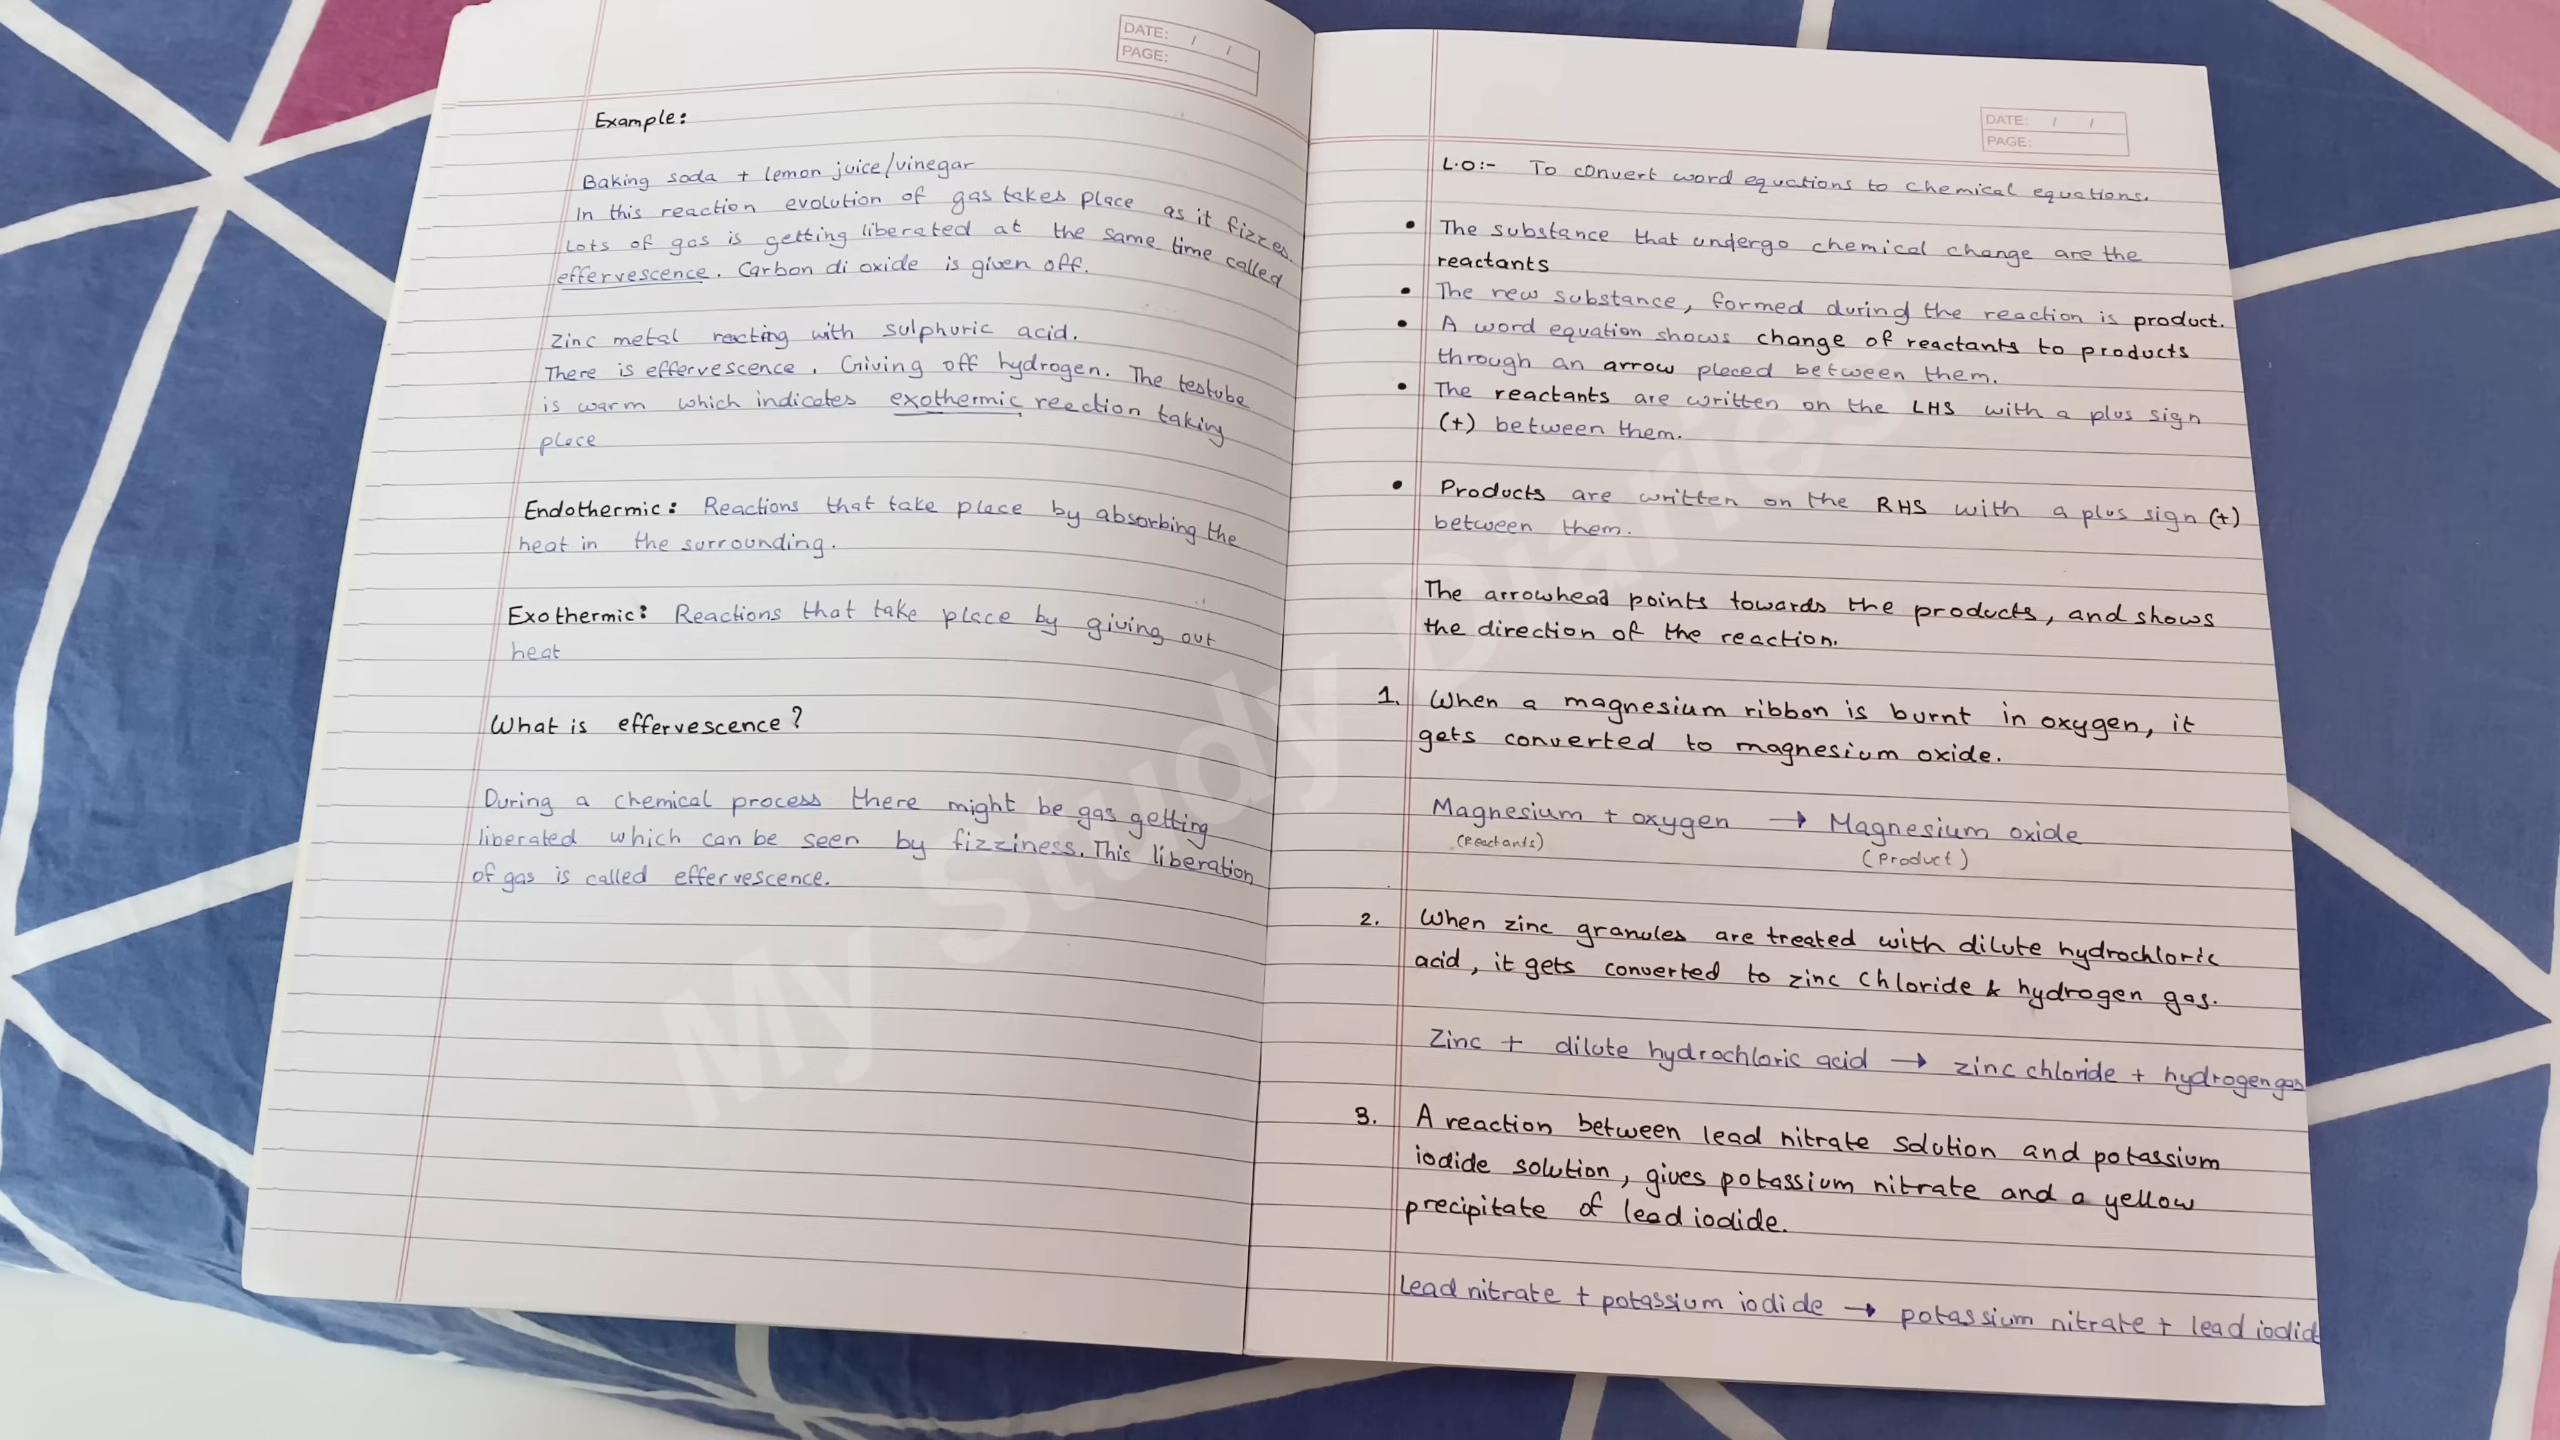 DATE: / /
PAGE:
Example:
Baking soda + lemon juice/vinegar
In this reaction evolution of gas takes place as it fizzes.
Lots of gas is getting liberated at the same time called
effervescence. Carbon di oxide is given off.
Zinc metal reacting with sulphuric acid.
There is effervescence. Giving off hydrogen. The testube
is warm which indicates exothermic reaction taking
place
Endothermic: Reactions that take place by absorbing the
heat in the surrounding.
Exothermic: Reactions that take place by giving out
heat
What is effervescence?
During a chemical process there might be gas getting
liberated which can be seen by fizziness. This liberation
of gas is called effervescence.
DATE: / /
PAGE:
L.O:- To convert word equations to chemical equations.
• The substance that undergo chemical change are the
reactants
• The new substance, formed during the reaction is product.
• A word equation shows change of reactants to products
through an arrow placed between them.
• The reactants are written on the LHS with a plus sign
(+) between them.
• Products are written on the RHS with a plus sign (+)
between them.
The arrowhead points towards the products, and shows
the direction of the reaction.
1. When a magnesium ribbon is burnt in oxygen, it
gets converted to magnesium oxide.
Magnesium + oxygen → Magnesium oxide
(Reactants) (Product)
2. When zinc granules are treated with dilute hydrochloric
acid, it gets converted to zinc chloride & hydrogen gas.
Zinc + dilute hydrochloric acid → zinc chloride + hydrogen gas
3. A reaction between lead nitrate solution and potassium
iodide solution, gives potassium nitrate and a yellow
precipitate of lead iodide.
Lead nitrate + potassium iodide → potassium nitrate + lead iodid
My Study Diaries